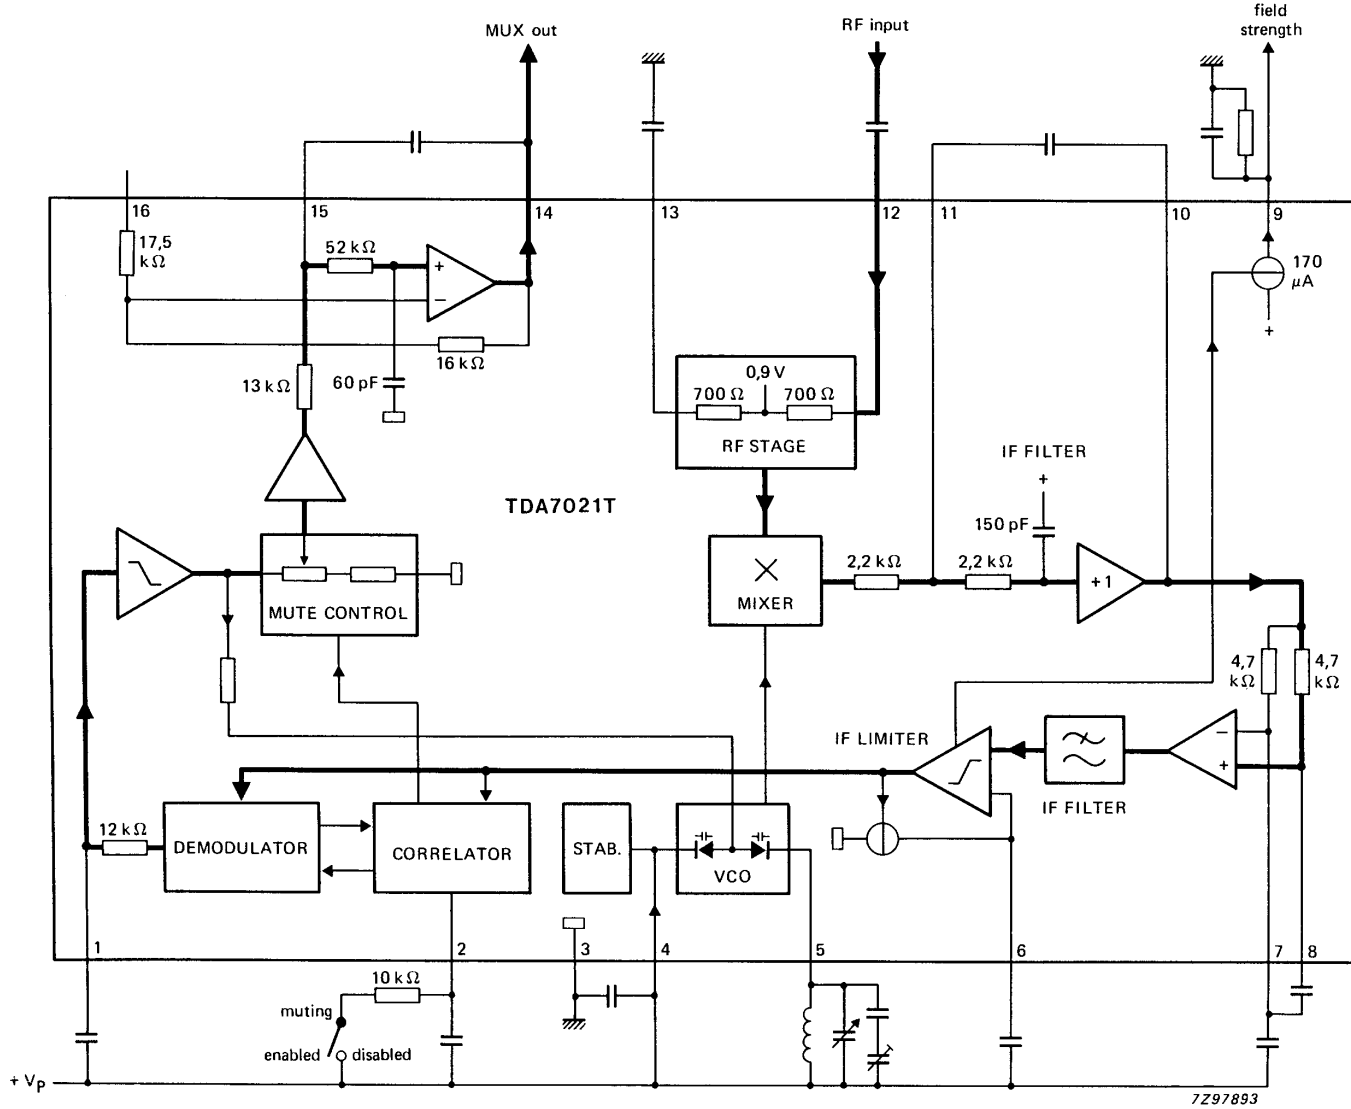 MUX out
RF input
field
strength
16
15
14
13
12
11
10
9
17,5
kΩ
52 kΩ
+
−
16 kΩ
13 kΩ
60 pF
170
μA
+
0,9 V
700 Ω
700 Ω
RF STAGE
IF FILTER
+
150 pF
TDA7021T
2,2 kΩ
2,2 kΩ
+1
MIXER
MUTE CONTROL
4,7
kΩ
4,7
kΩ
IF LIMITER
−
+
IF FILTER
12 kΩ
DEMODULATOR
CORRELATOR
STAB.
VCO
1
2
3
4
5
6
7
8
10 kΩ
muting
enabled
disabled
+ VP
7Z97893